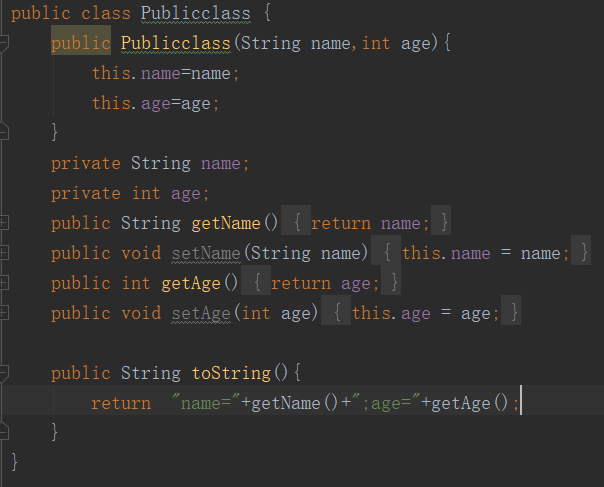 public class Publicclass {
public Publicclass(String name,int age){
this.name=name;
this.age=age;
}
private String name;
private int age;
public String getName() { return name; }
public void setName(String name) { this.name = name; }
public int getAge() { return age; }
public void setAge(int age) { this.age = age; }
public String toString(){
return "name="+getName()+";age="+getAge();
}
}